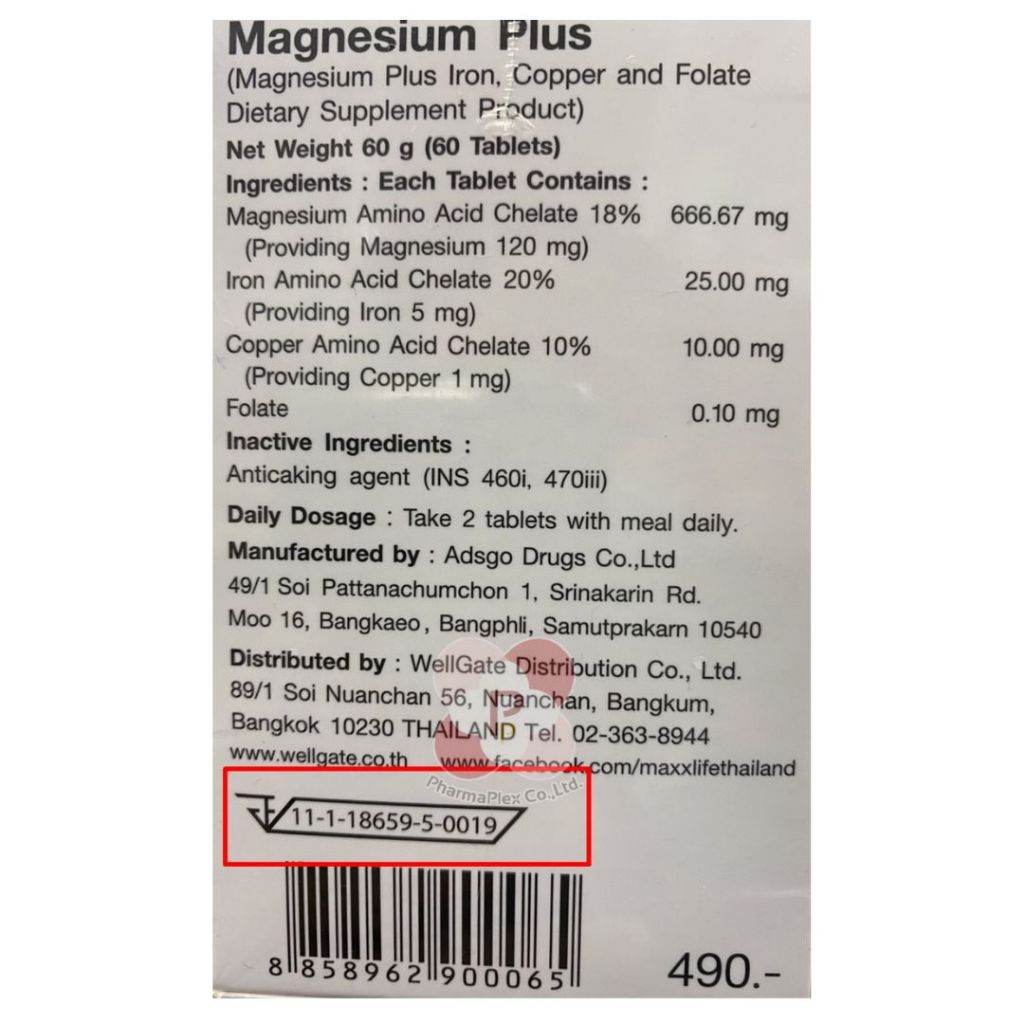 Magnesium Plus
(Magnesium Plus Iron, Copper and Folate
Dietary Supplement Product)
Net Weight 60 g (60 Tablets)
Ingredients : Each Tablet Contains :
Magnesium Amino Acid Chelate 18% 666.67 mg
(Providing Magnesium 120 mg)
Iron Amino Acid Chelate 20% 25.00 mg
(Providing Iron 5 mg)
Copper Amino Acid Chelate 10% 10.00 mg
(Providing Copper 1 mg)
Folate 0.10 mg
Inactive Ingredients :
Anticaking agent (INS 460i, 470iii)
Daily Dosage : Take 2 tablets with meal daily.
Manufactured by : Adsgo Drugs Co.,Ltd
49/1 Soi Pattanachumchon 1, Srinakarin Rd.
Moo 16, Bangkaeo, Bangphli, Samutprakarn 10540
Distributed by : WellGate Distribution Co., Ltd.
89/1 Soi Nuanchan 56, Nuanchan, Bangkum,
Bangkok 10230 THAILAND Tel. 02-363-8944
www.wellgate.co.th www.facebook.com/maxxlifethailand
PharmaPlex Co.,Ltd.
11-1-18659-5-0019
8 858962 900065
490.-